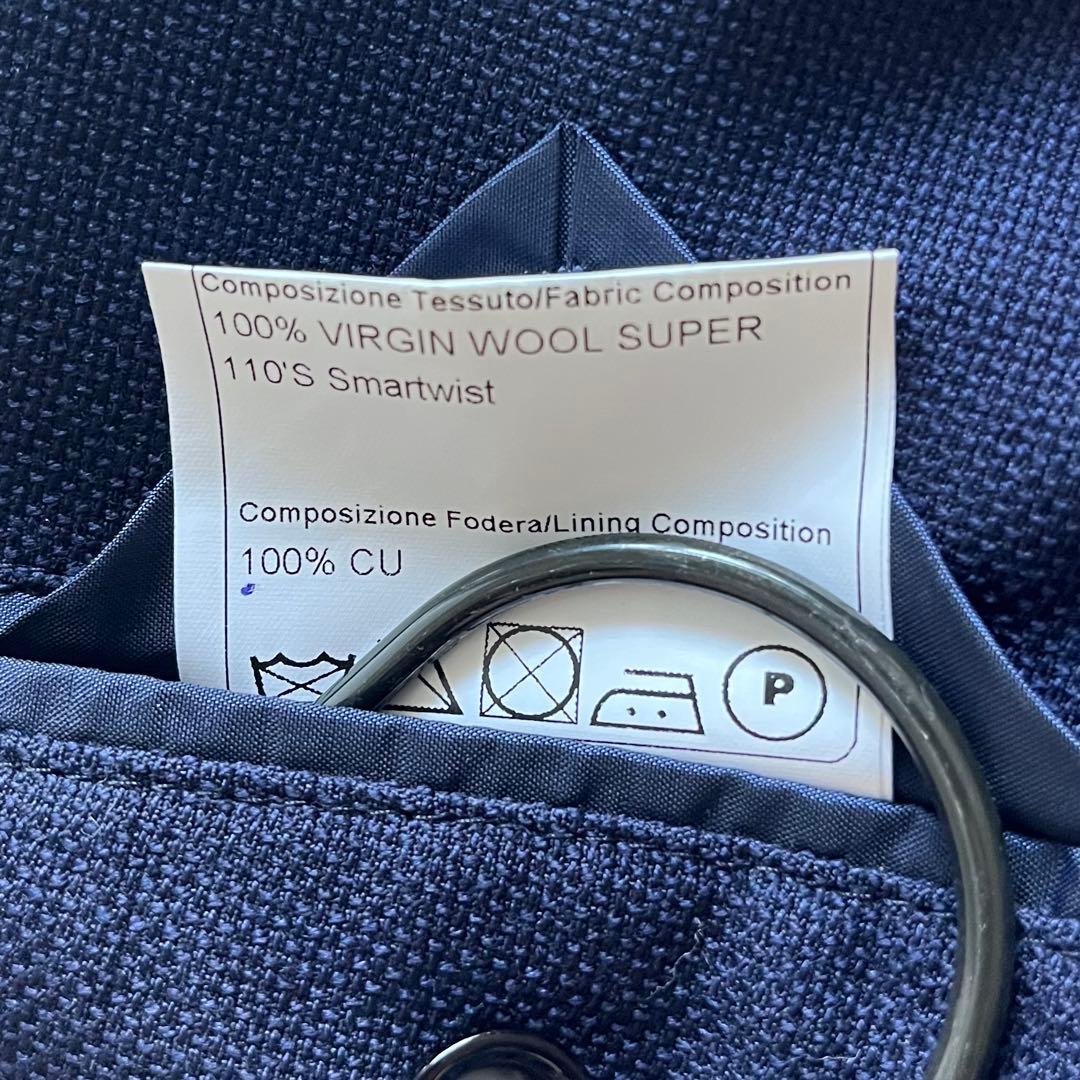 Composizione Tessuto/Fabric Composition
100% VIRGIN WOOL SUPER
110'S Smartwist
Composizione Fodera/Lining Composition
100% CU
P